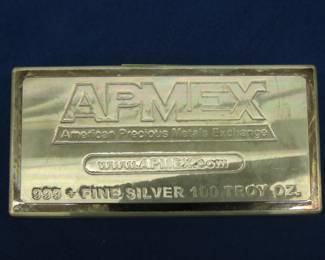 APMEX
American Precious Metals Exchange
www.APMEX.com
999 + FINE SILVER 100 TROY OZ.